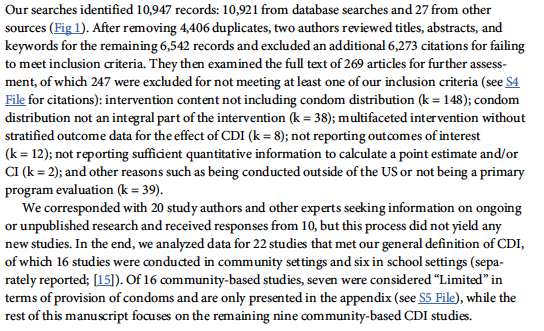 Our searches identified 10,947 records: 10,921 from database searches and 27 from other
sources (Fig 1). After removing 4,406 duplicates, two authors reviewed titles, abstracts, and
keywords for the remaining 6,542 records and excluded an additional 6,273 citations for failing
to meet inclusion criteria. They then examined the full text of 269 articles for further assess-
ment, of which 247 were excluded for not meeting at least one of our inclusion criteria (see S4
File for citations): intervention content not including condom distribution (k = 148); condom
distribution not an integral part of the intervention (k = 38); multifaceted intervention without
stratified outcome data for the effect of CDI (k = 8); not reporting outcomes of interest
(k = 12); not reporting sufficient quantitative information to calculate a point estimate and/or
CI (k = 2); and other reasons such as being conducted outside of the US or not being a primary
program evaluation (k = 39).
We corresponded with 20 study authors and other experts seeking information on ongoing
or unpublished research and received responses from 10, but this process did not yield any
new studies. In the end, we analyzed data for 22 studies that met our general definition of CDI,
of which 16 studies were conducted in community settings and six in school settings (sepa-
rately reported; [15]). Of 16 community-based studies, seven were considered “Limited” in
terms of provision of condoms and are only presented in the appendix (see S5 File), while the
rest of this manuscript focuses on the remaining nine community-based CDI studies.